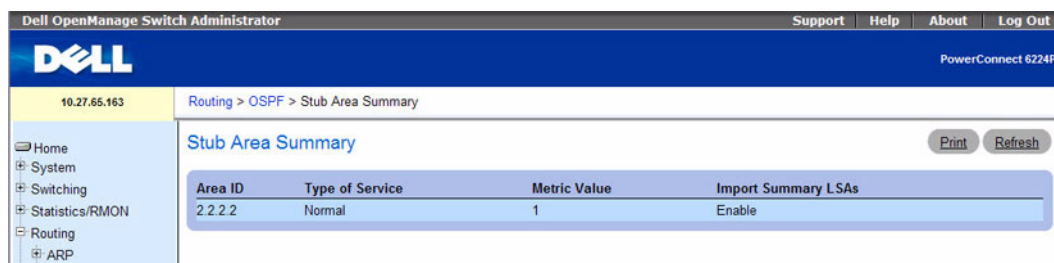 Dell OpenManage Switch Administrator Support Help About Log Out
DELL
PowerConnect 6224P
10.27.65.163
Routing > OSPF > Stub Area Summary
Home
System
Switching
Statistics/RMON
Routing
ARP
Stub Area Summary
Print Refresh
Area ID Type of Service Metric Value Import Summary LSAs
2.2.2.2 Normal 1 Enable